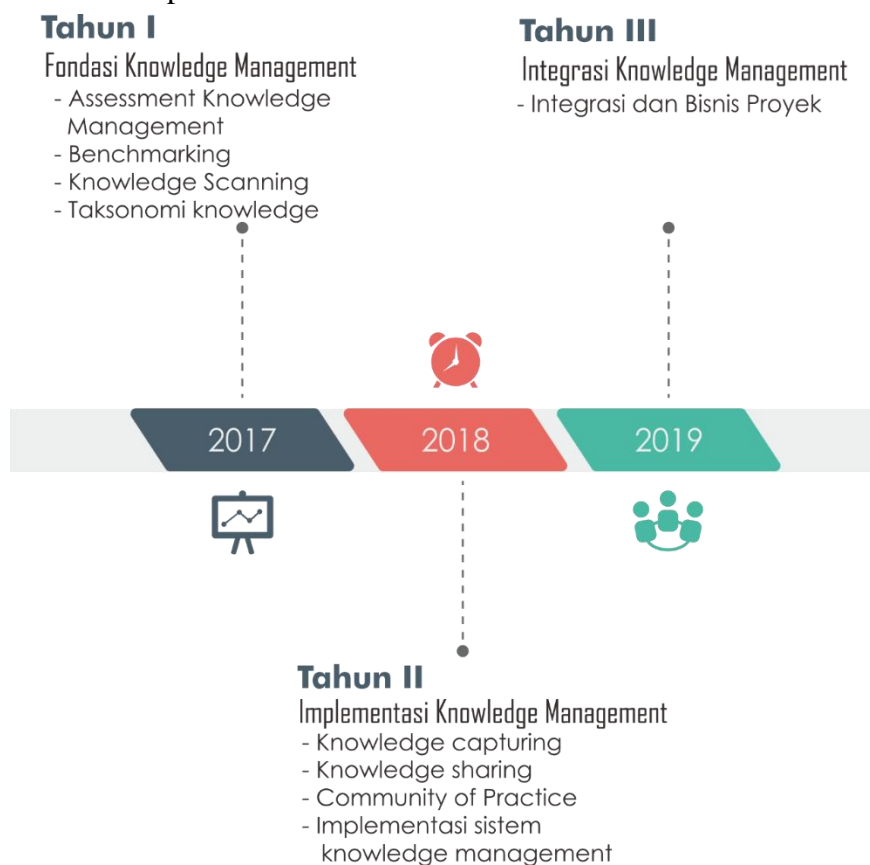 Tahun I
Fondasi Knowledge Management
- Assessment Knowledge
Management
- Benchmarking
- Knowledge Scanning
- Taksonomi knowledge
Tahun III
Integrasi Knowledge Management
- Integrasi dan Bisnis Proyek
2017
2018
2019
Tahun II
Implementasi Knowledge Management
- Knowledge capturing
- Knowledge sharing
- Community of Practice
- Implementasi sistem
knowledge management